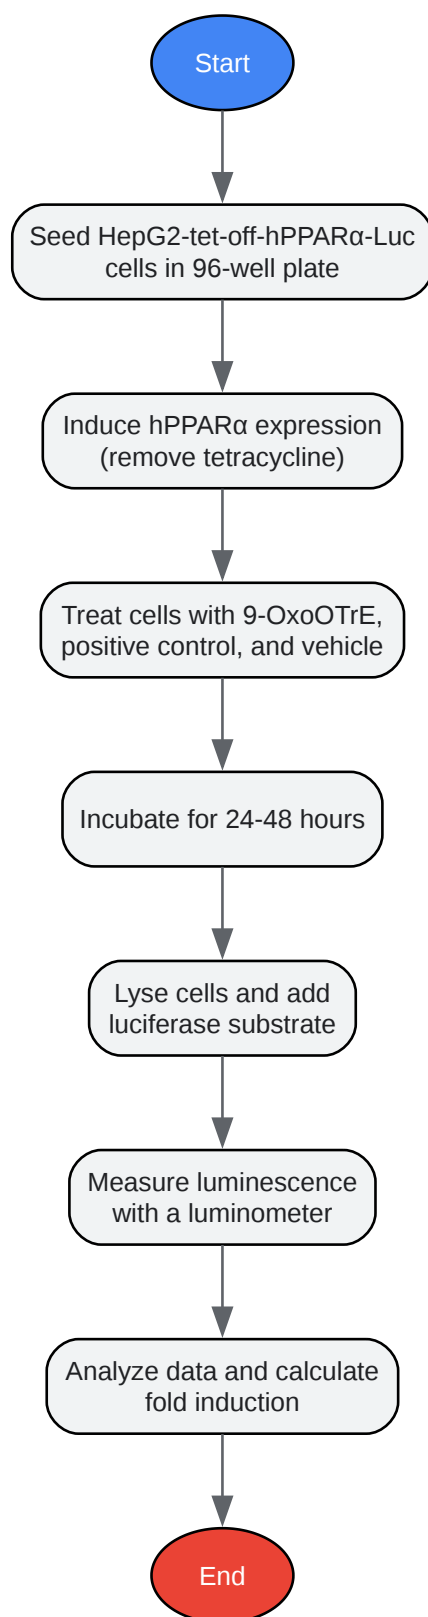 Start
Seed HepG2-tet-off-hPPARα-Luc
cells in 96-well plate
Induce hPPARα expression
(remove tetracycline)
Treat cells with 9-OxoOTrE,
positive control, and vehicle
Incubate for 24-48 hours
Lyse cells and add
luciferase substrate
Measure luminescence
with a luminometer
Analyze data and calculate
fold induction
End